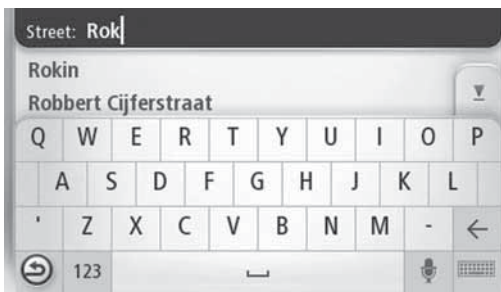 Street: Rok
Rokin
Robbert Cijferstraat
Q W E R T Y U I O P
A S D F G H J K L
' Z X C V B N M -
123